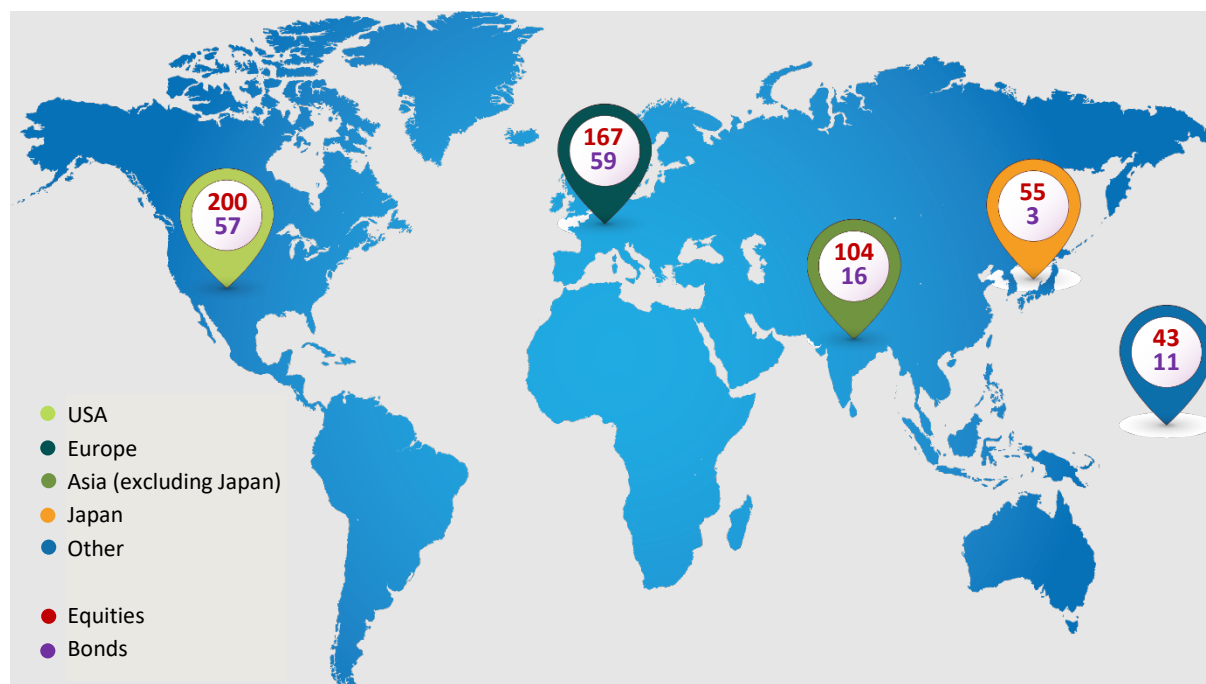 167
59
200
57
55
3
104
16
43
11
USA
Europe
Asia (excluding Japan)
Japan
Other
Equities
Bonds